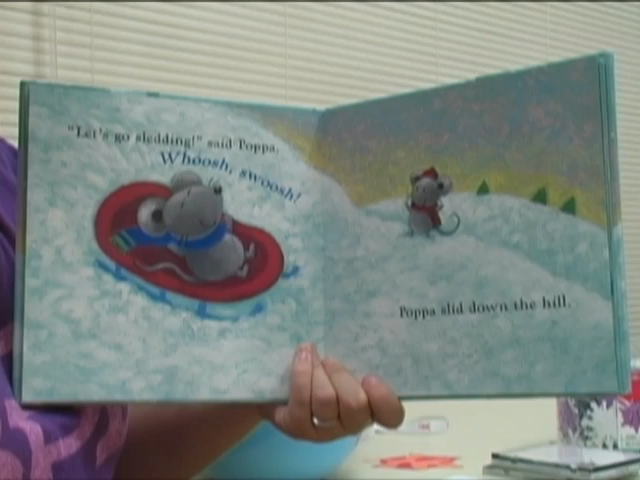 "Let's go sledding!" said Poppa.
Whoosh, swoosh!
Poppa slid down the hill.